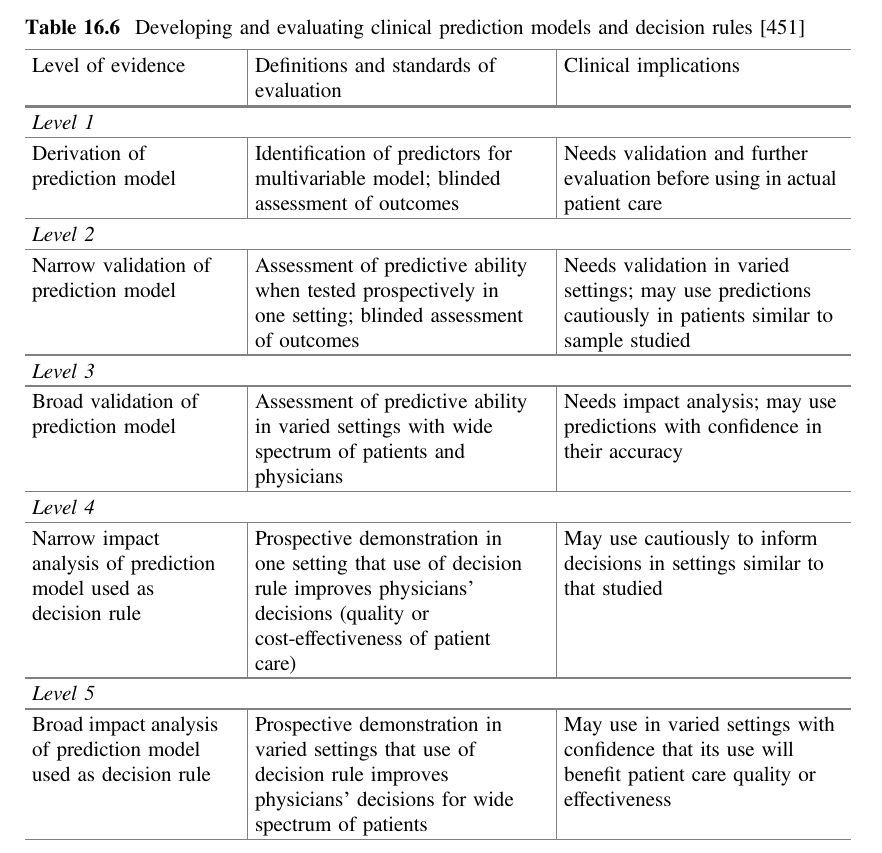 Table 16.6 Developing and evaluating clinical prediction models and decision rules [451]
Level of evidence
Definitions and standards of
evaluation
Clinical implications
Level 1
Derivation of
prediction model
Identification of predictors for
multivariable model; blinded
assessment of outcomes
Needs validation and further
evaluation before using in actual
patient care
Level 2
Narrow validation of
prediction model
Assessment of predictive ability
when tested prospectively in
one setting; blinded assessment
of outcomes
Needs validation in varied
settings; may use predictions
cautiously in patients similar to
sample studied
Level 3
Broad validation of
prediction model
Assessment of predictive ability
in varied settings with wide
spectrum of patients and
physicians
Needs impact analysis; may use
predictions with confidence in
their accuracy
Level 4
Narrow impact
analysis of prediction
model used as
decision rule
Prospective demonstration in
one setting that use of decision
rule improves physicians’
decisions (quality or
cost-effectiveness of patient
care)
May use cautiously to inform
decisions in settings similar to
that studied
Level 5
Broad impact analysis
of prediction model
used as decision rule
Prospective demonstration in
varied settings that use of
decision rule improves
physicians’ decisions for wide
spectrum of patients
May use in varied settings with
confidence that its use will
benefit patient care quality or
effectiveness